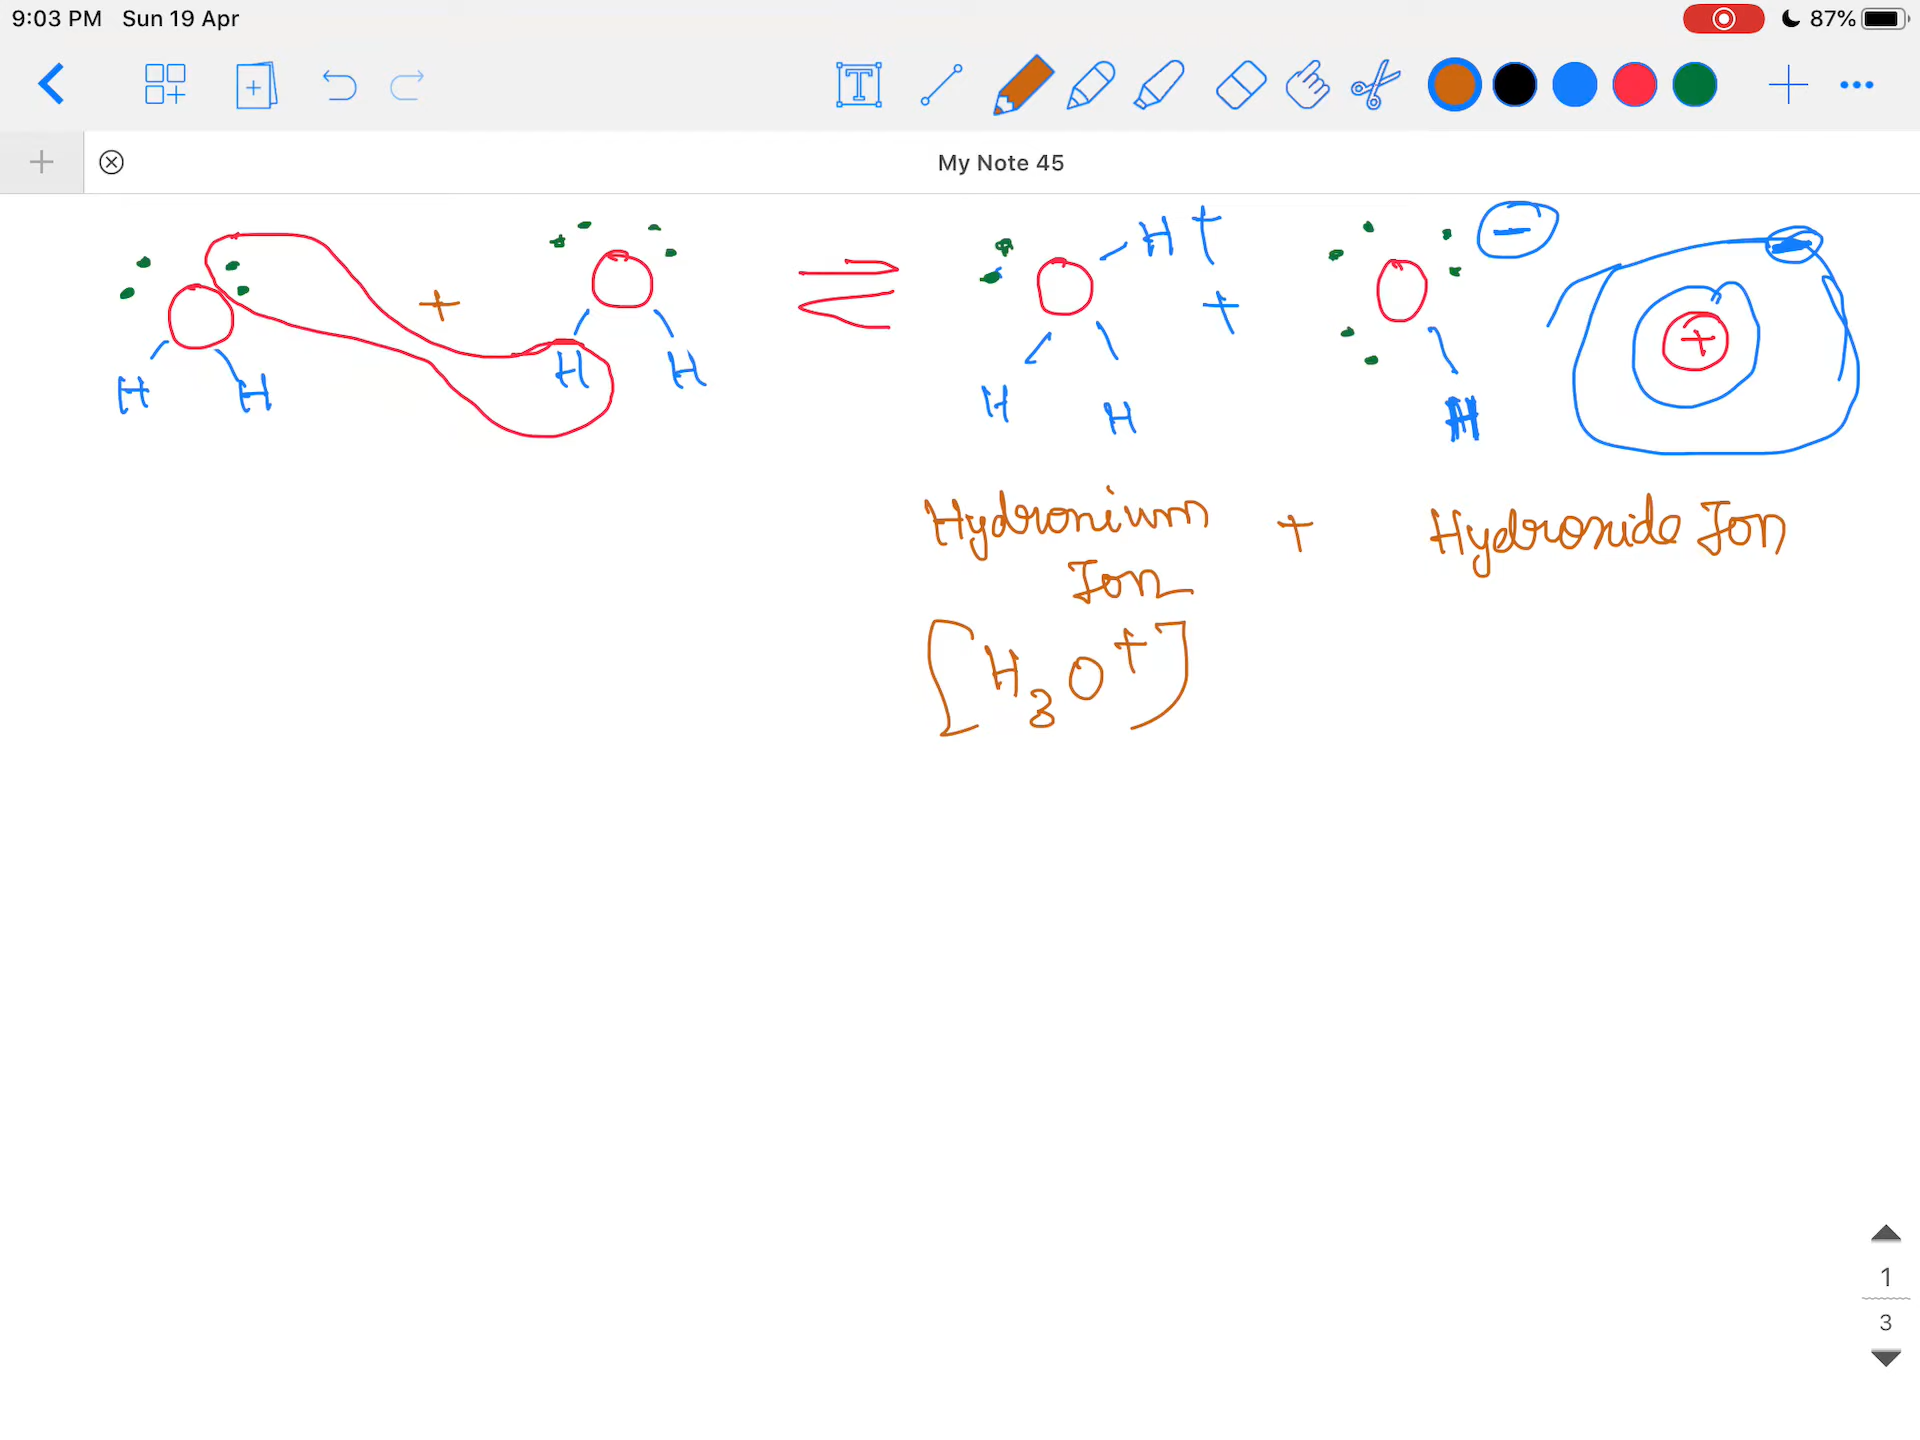 9:03 PM Sun 19 Apr
87%
T
My Note 45
+ H + +
− +
H H H H H H H
Hydronium + Hydroxide Ion
Ion
[H₃O⁺]
1
3